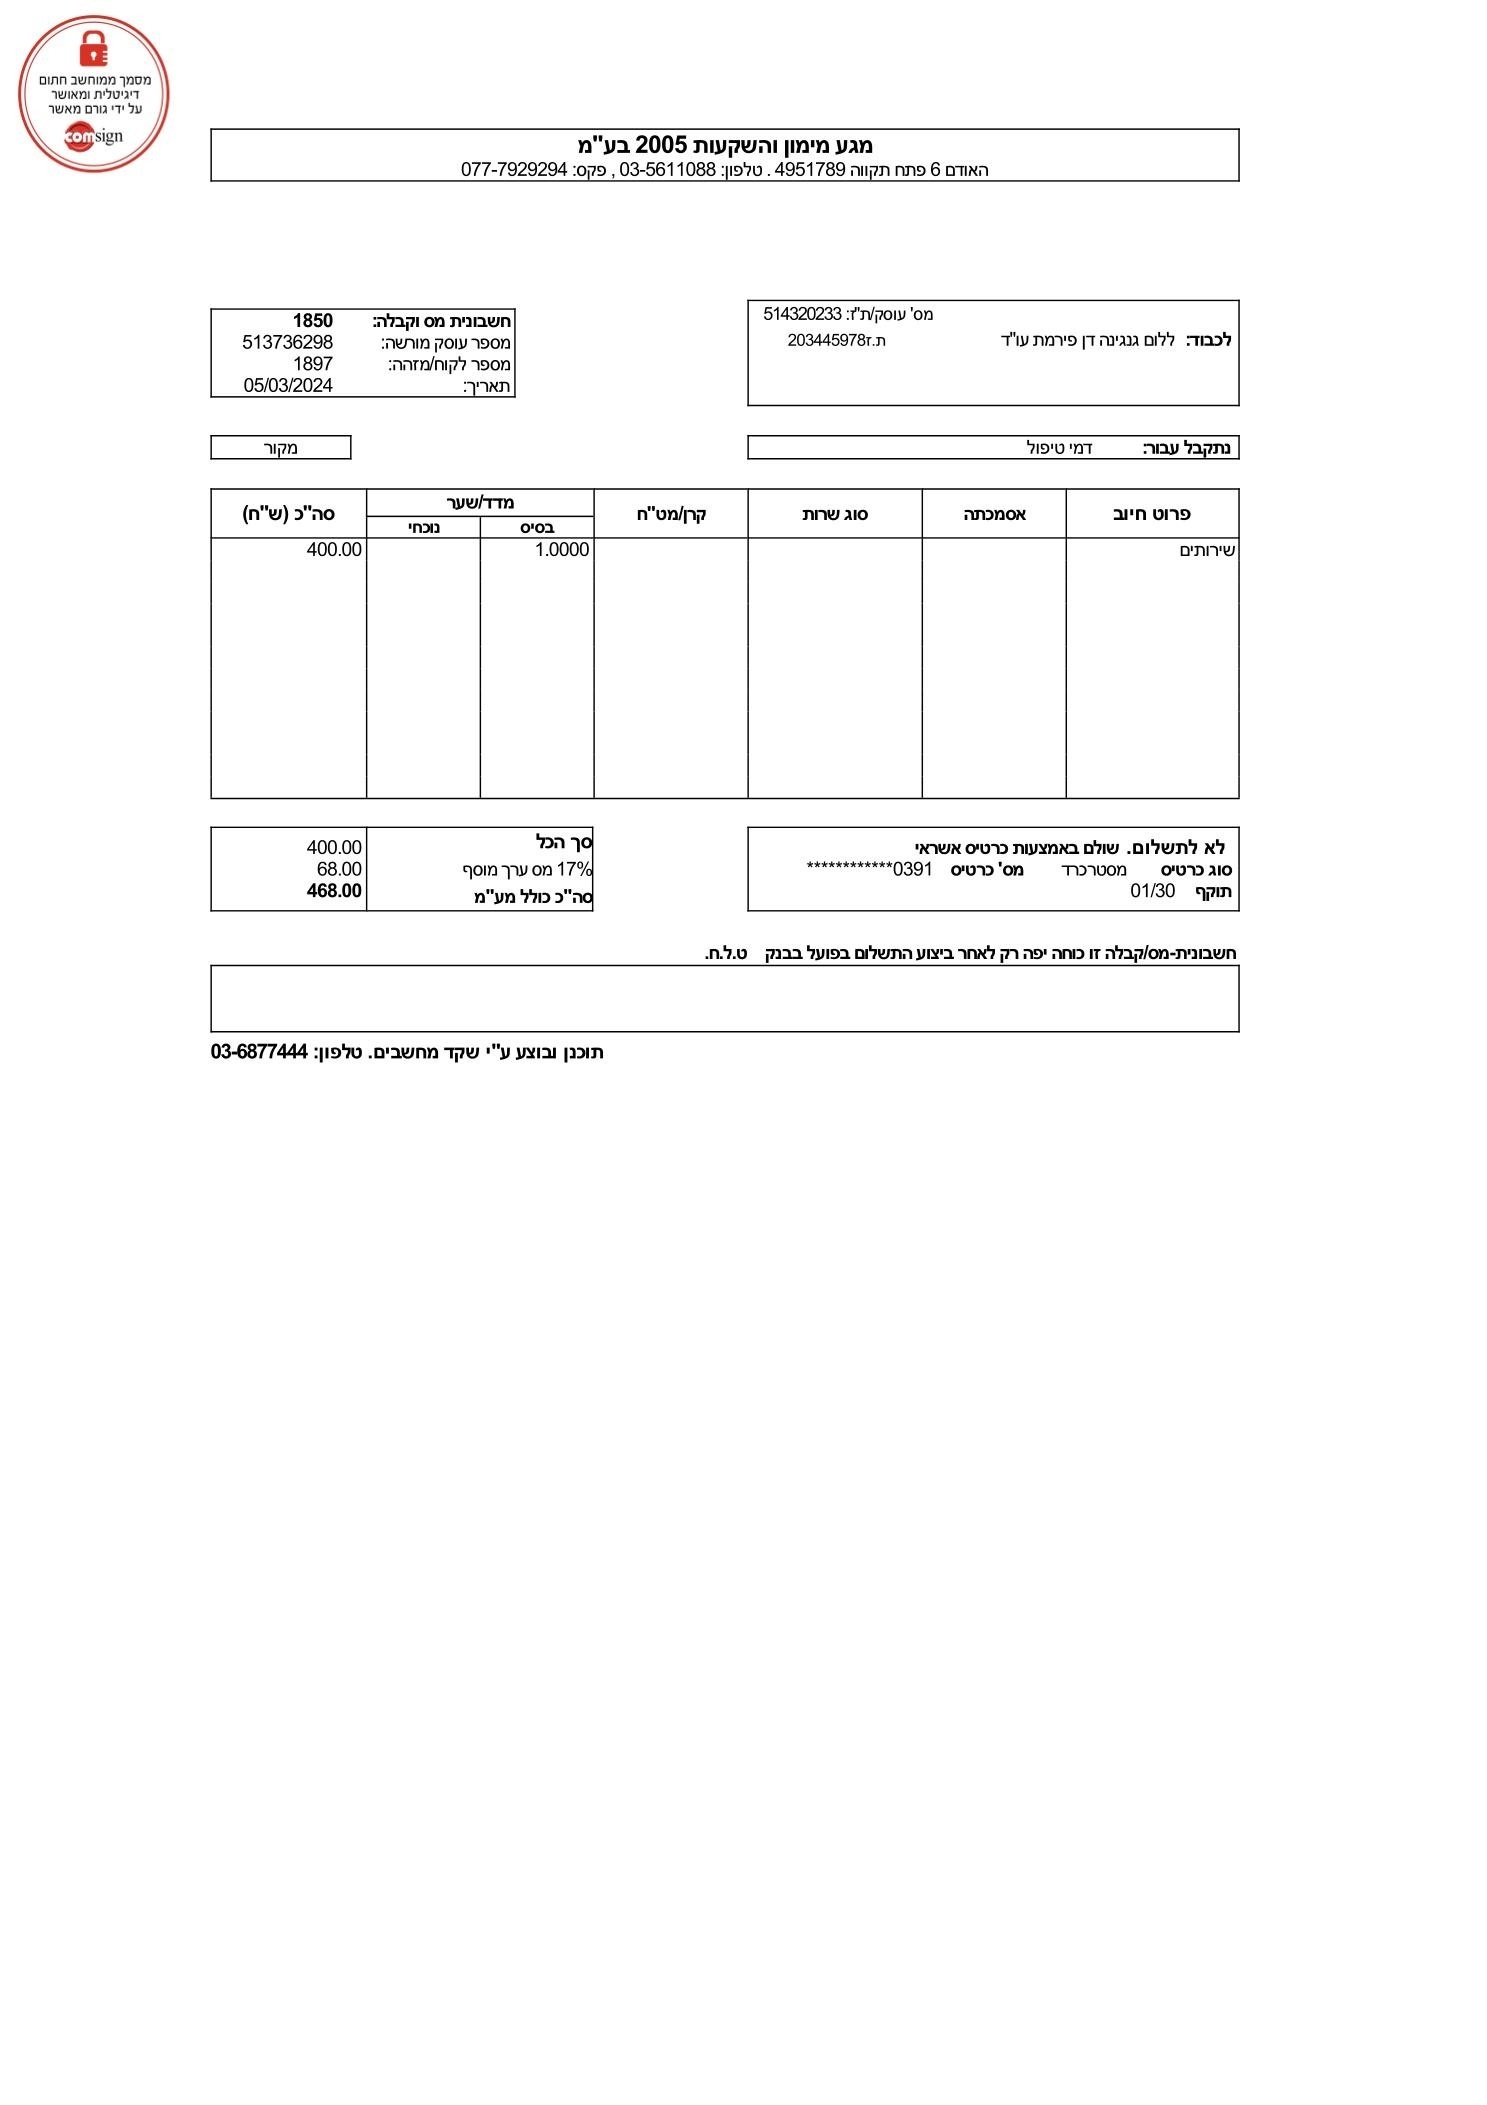 מסמך ממוחשב חתום
דיגיטלית ומאושר
על ידי גורם מאשר
comsign
מגע מימון והשקעות 2005 בע"מ
האודם 6 פתח תקווה 4951789 . טלפון: 03-5611088 , פקס: 077-7929294
מס' עוסק/ת"ז: 514320233
לכבוד: ללום גנגינה דן פירמת עו"ד ת.ז203445978
חשבונית מס וקבלה: 1850
מספר עוסק מורשה: 513736298
מספר לקוח/מזהה: 1897
תאריך: 05/03/2024
נתקבל עבור: דמי טיפול
מקור
פרוט חיוב אסמכתה סוג שרות קרן/מט"ח מדד/שער סה"כ (ש"ח)
בסיס נוכחי
שירותים 1.0000 400.00
לא לתשלום. שולם באמצעות כרטיס אשראי
סוג כרטיס מסטרכרד מס' כרטיס 0391************
תוקף 01/30
סך הכל 400.00
17% מס ערך מוסף 68.00
סה"כ כולל מע"מ 468.00
חשבונית-מס/קבלה זו כוחה יפה רק לאחר ביצוע התשלום בפועל בבנק ט.ל.ח.
תוכנן ובוצע ע"י שקד מחשבים. טלפון: 03-6877444